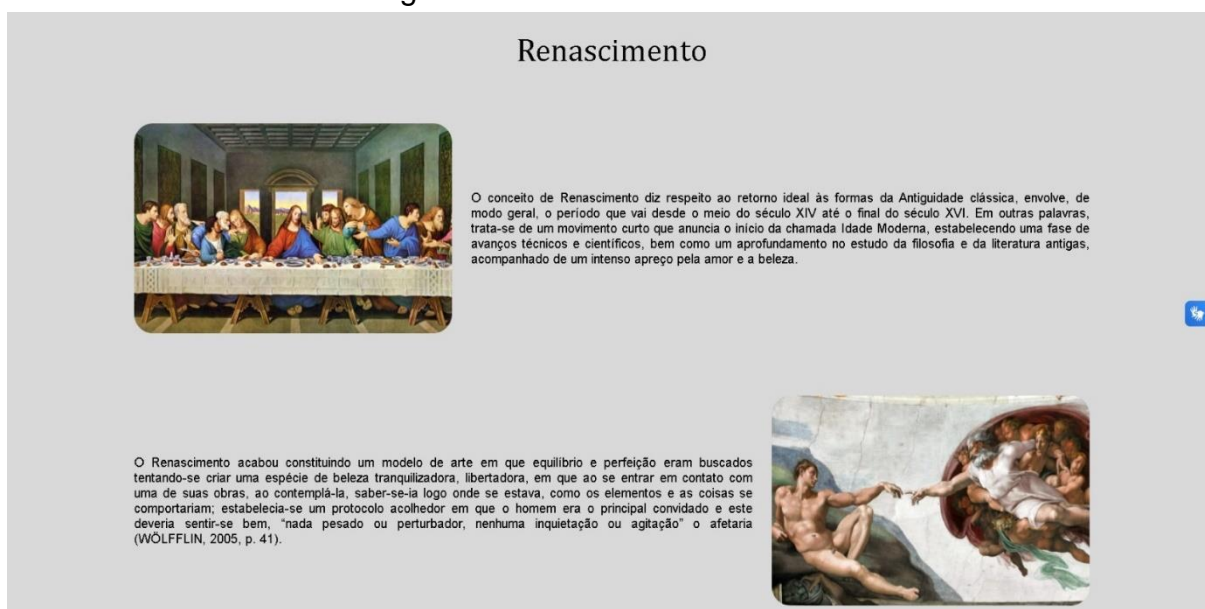 Renascimento
O conceito de Renascimento diz respeito ao retorno ideal às formas da Antiguidade clássica, envolve, de
modo geral, o período que vai desde o meio do século XIV até o final do século XVI. Em outras palavras,
trata-se de um movimento curto que anuncia o início da chamada Idade Moderna, estabelecendo uma fase de
avanços técnicos e científicos, bem como um aprofundamento no estudo da filosofia e da literatura antigas,
acompanhado de um intenso apreço pela amor e a beleza.
O Renascimento acabou constituindo um modelo de arte em que equilíbrio e perfeição eram buscados
tentando-se criar uma espécie de beleza tranquilizadora, libertadora, em que ao se entrar em contato com
uma de suas obras, ao contemplá-la, saber-se-ia logo onde se estava, como os elementos e as coisas se
comportariam; estabelecia-se um protocolo acolhedor em que o homem era o principal convidado e este
deveria sentir-se bem, “nada pesado ou perturbador, nenhuma inquietação ou agitação” o afetaria
(WÖLFFLIN, 2005, p. 41).